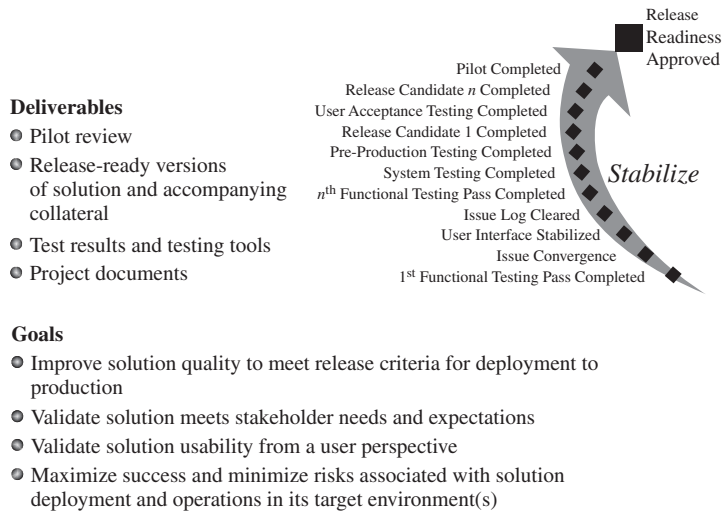 Release
Readiness
Approved
Pilot Completed
Release Candidate n Completed
User Acceptance Testing Completed
Release Candidate 1 Completed
Pre-Production Testing Completed
System Testing Completed
nth Functional Testing Pass Completed
Issue Log Cleared
User Interface Stabilized
Issue Convergence
1st Functional Testing Pass Completed
Stabilize
Deliverables
Pilot review
Release-ready versions
of solution and accompanying
collateral
Test results and testing tools
Project documents
Goals
Improve solution quality to meet release criteria for deployment to
production
Validate solution meets stakeholder needs and expectations
Validate solution usability from a user perspective
Maximize success and minimize risks associated with solution
deployment and operations in its target environment(s)